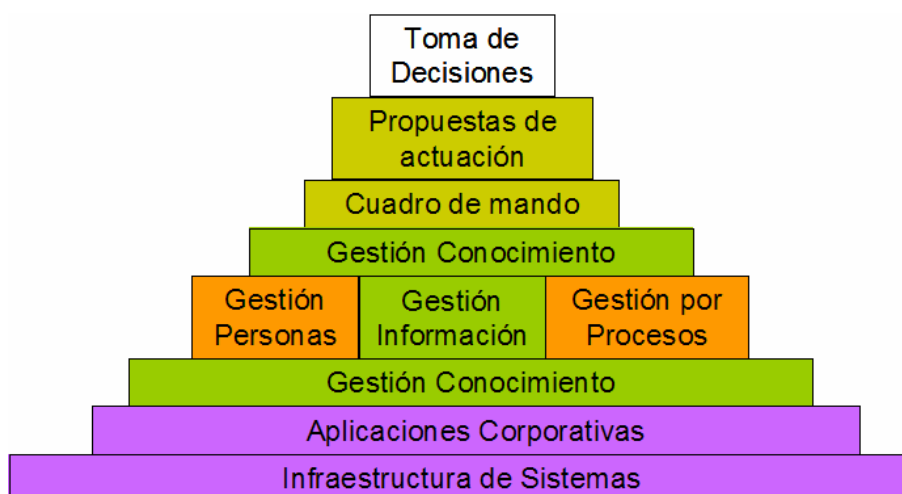 Toma de
Decisiones
Propuestas de
actuación
Cuadro de mando
Gestión Conocimiento
Gestión
Personas
Gestión
Información
Gestión por
Procesos
Gestión Conocimiento
Aplicaciones Corporativas
Infraestructura de Sistemas